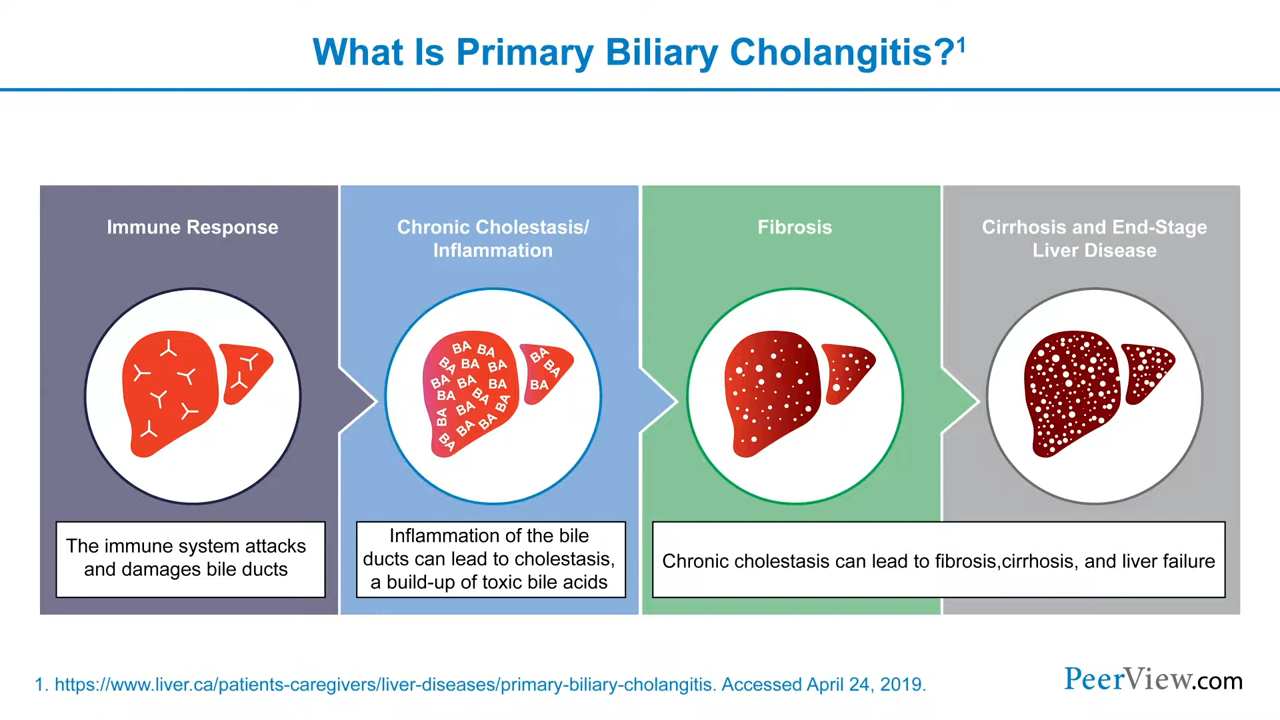 What Is Primary Biliary Cholangitis?1
Immune Response
Chronic Cholestasis/
Inflammation
Fibrosis
Cirrhosis and End-Stage
Liver Disease
BA BA
BA BA BA
BA BA BA
BA BA BA
BA BA BA
BA BA
BA
BA
BA
BA
The immune system attacks
and damages bile ducts
Inflammation of the bile
ducts can lead to cholestasis,
a build-up of toxic bile acids
Chronic cholestasis can lead to fibrosis,cirrhosis, and liver failure
1. https://www.liver.ca/patients-caregivers/liver-diseases/primary-biliary-cholangitis. Accessed April 24, 2019.
PeerView.com